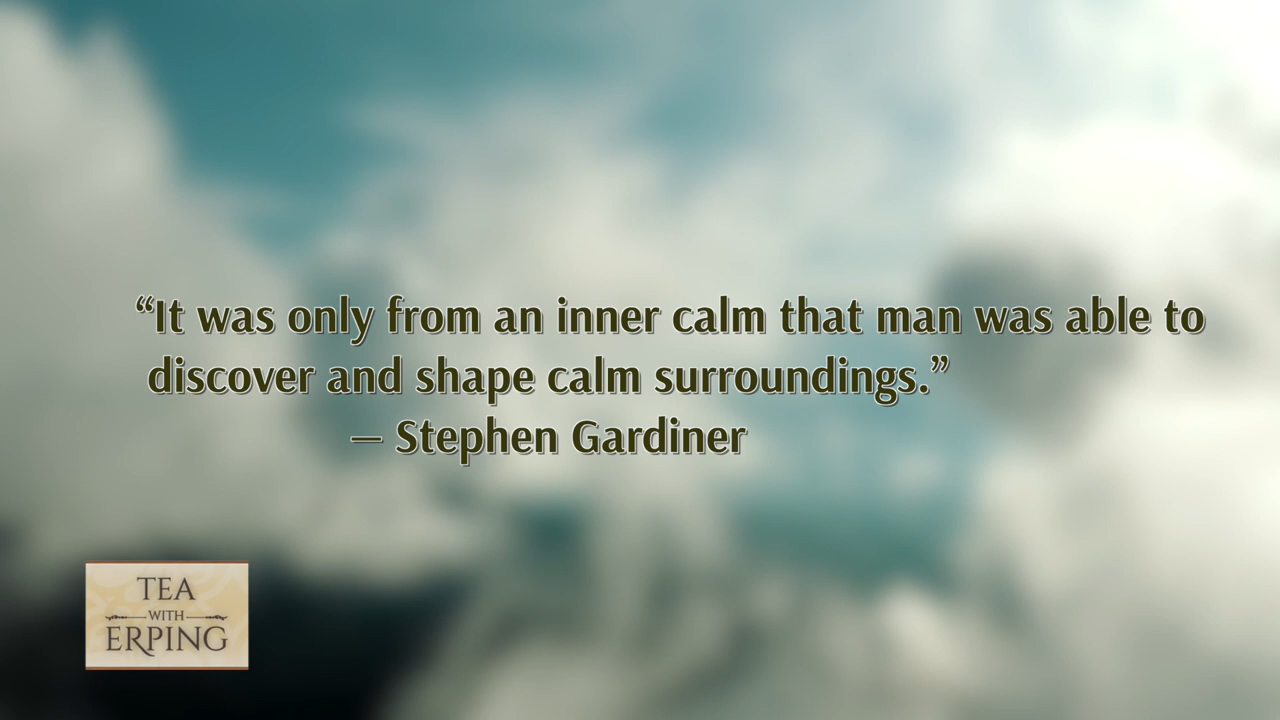 “It was only from an inner calm that man was able to
discover and shape calm surroundings.”
— Stephen Gardiner
TEA
WITH
ERPING